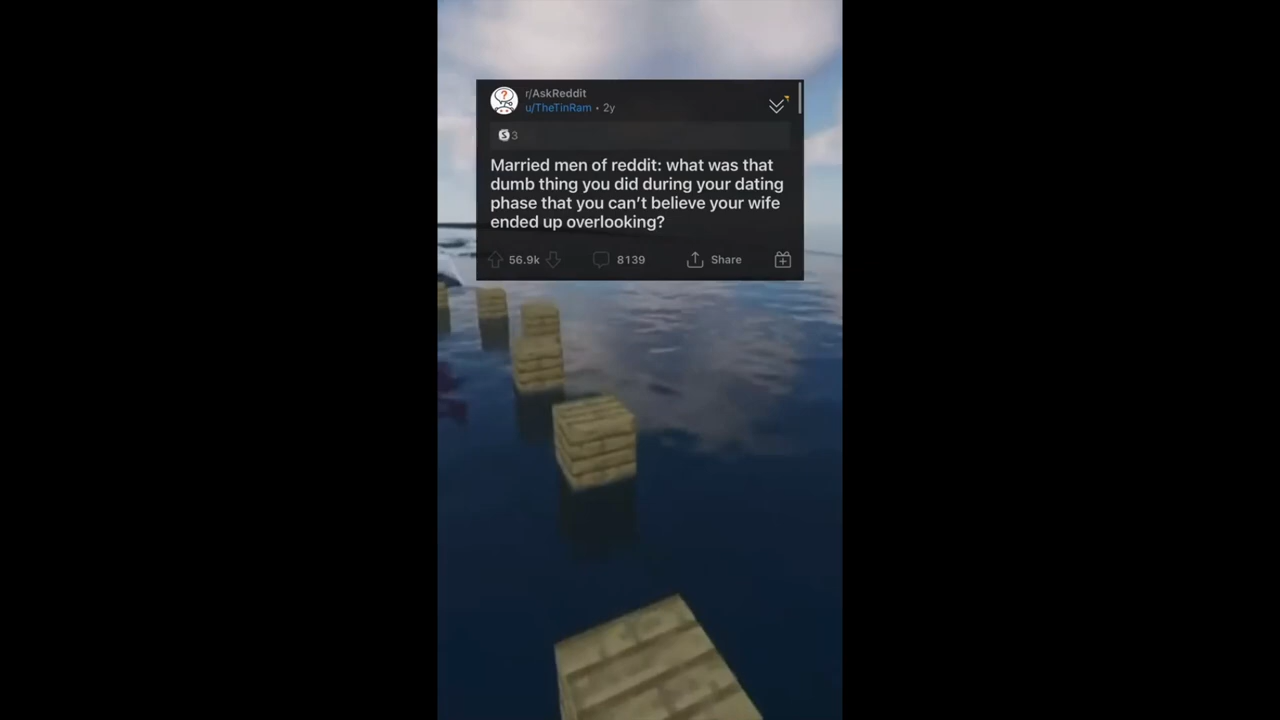 r/AskReddit
u/TheTinRam • 2y
3
Married men of reddit: what was that
dumb thing you did during your dating
phase that you can't believe your wife
ended up overlooking?
56.9k 8139 Share